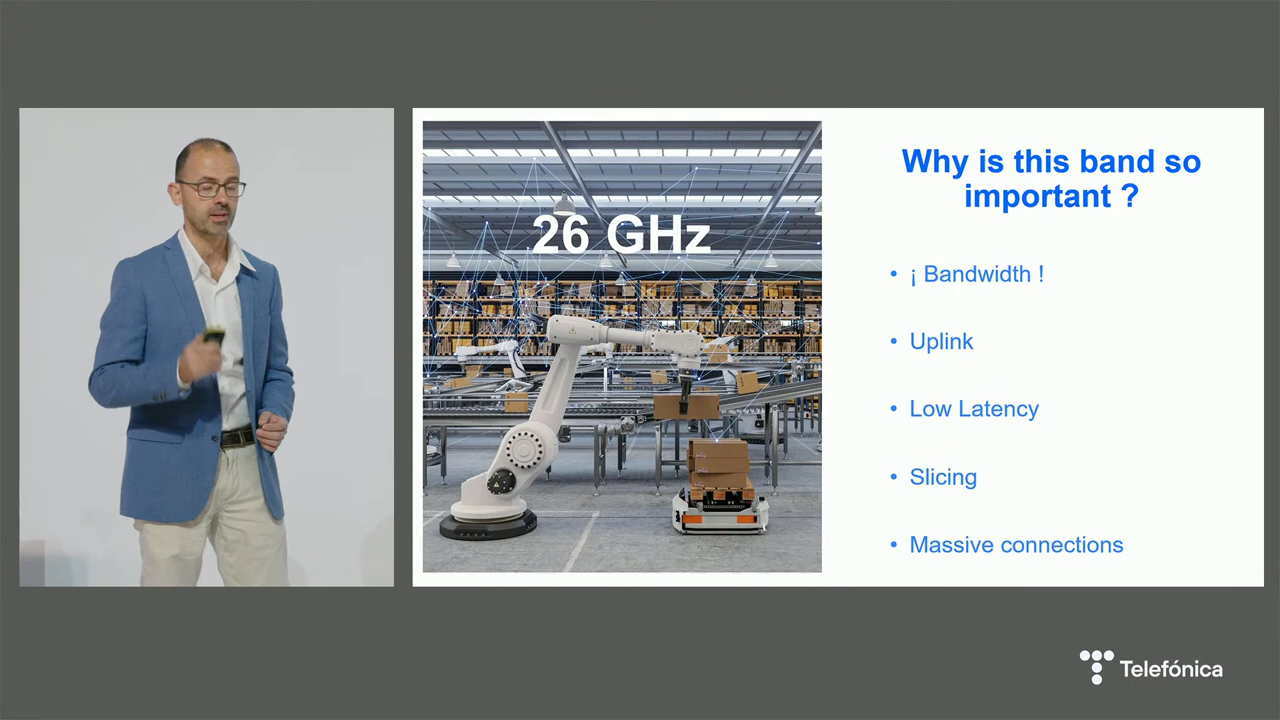 26 GHz
Why is this band so
important ?
• ¡ Bandwidth !
• Uplink
• Low Latency
• Slicing
• Massive connections
Telefónica